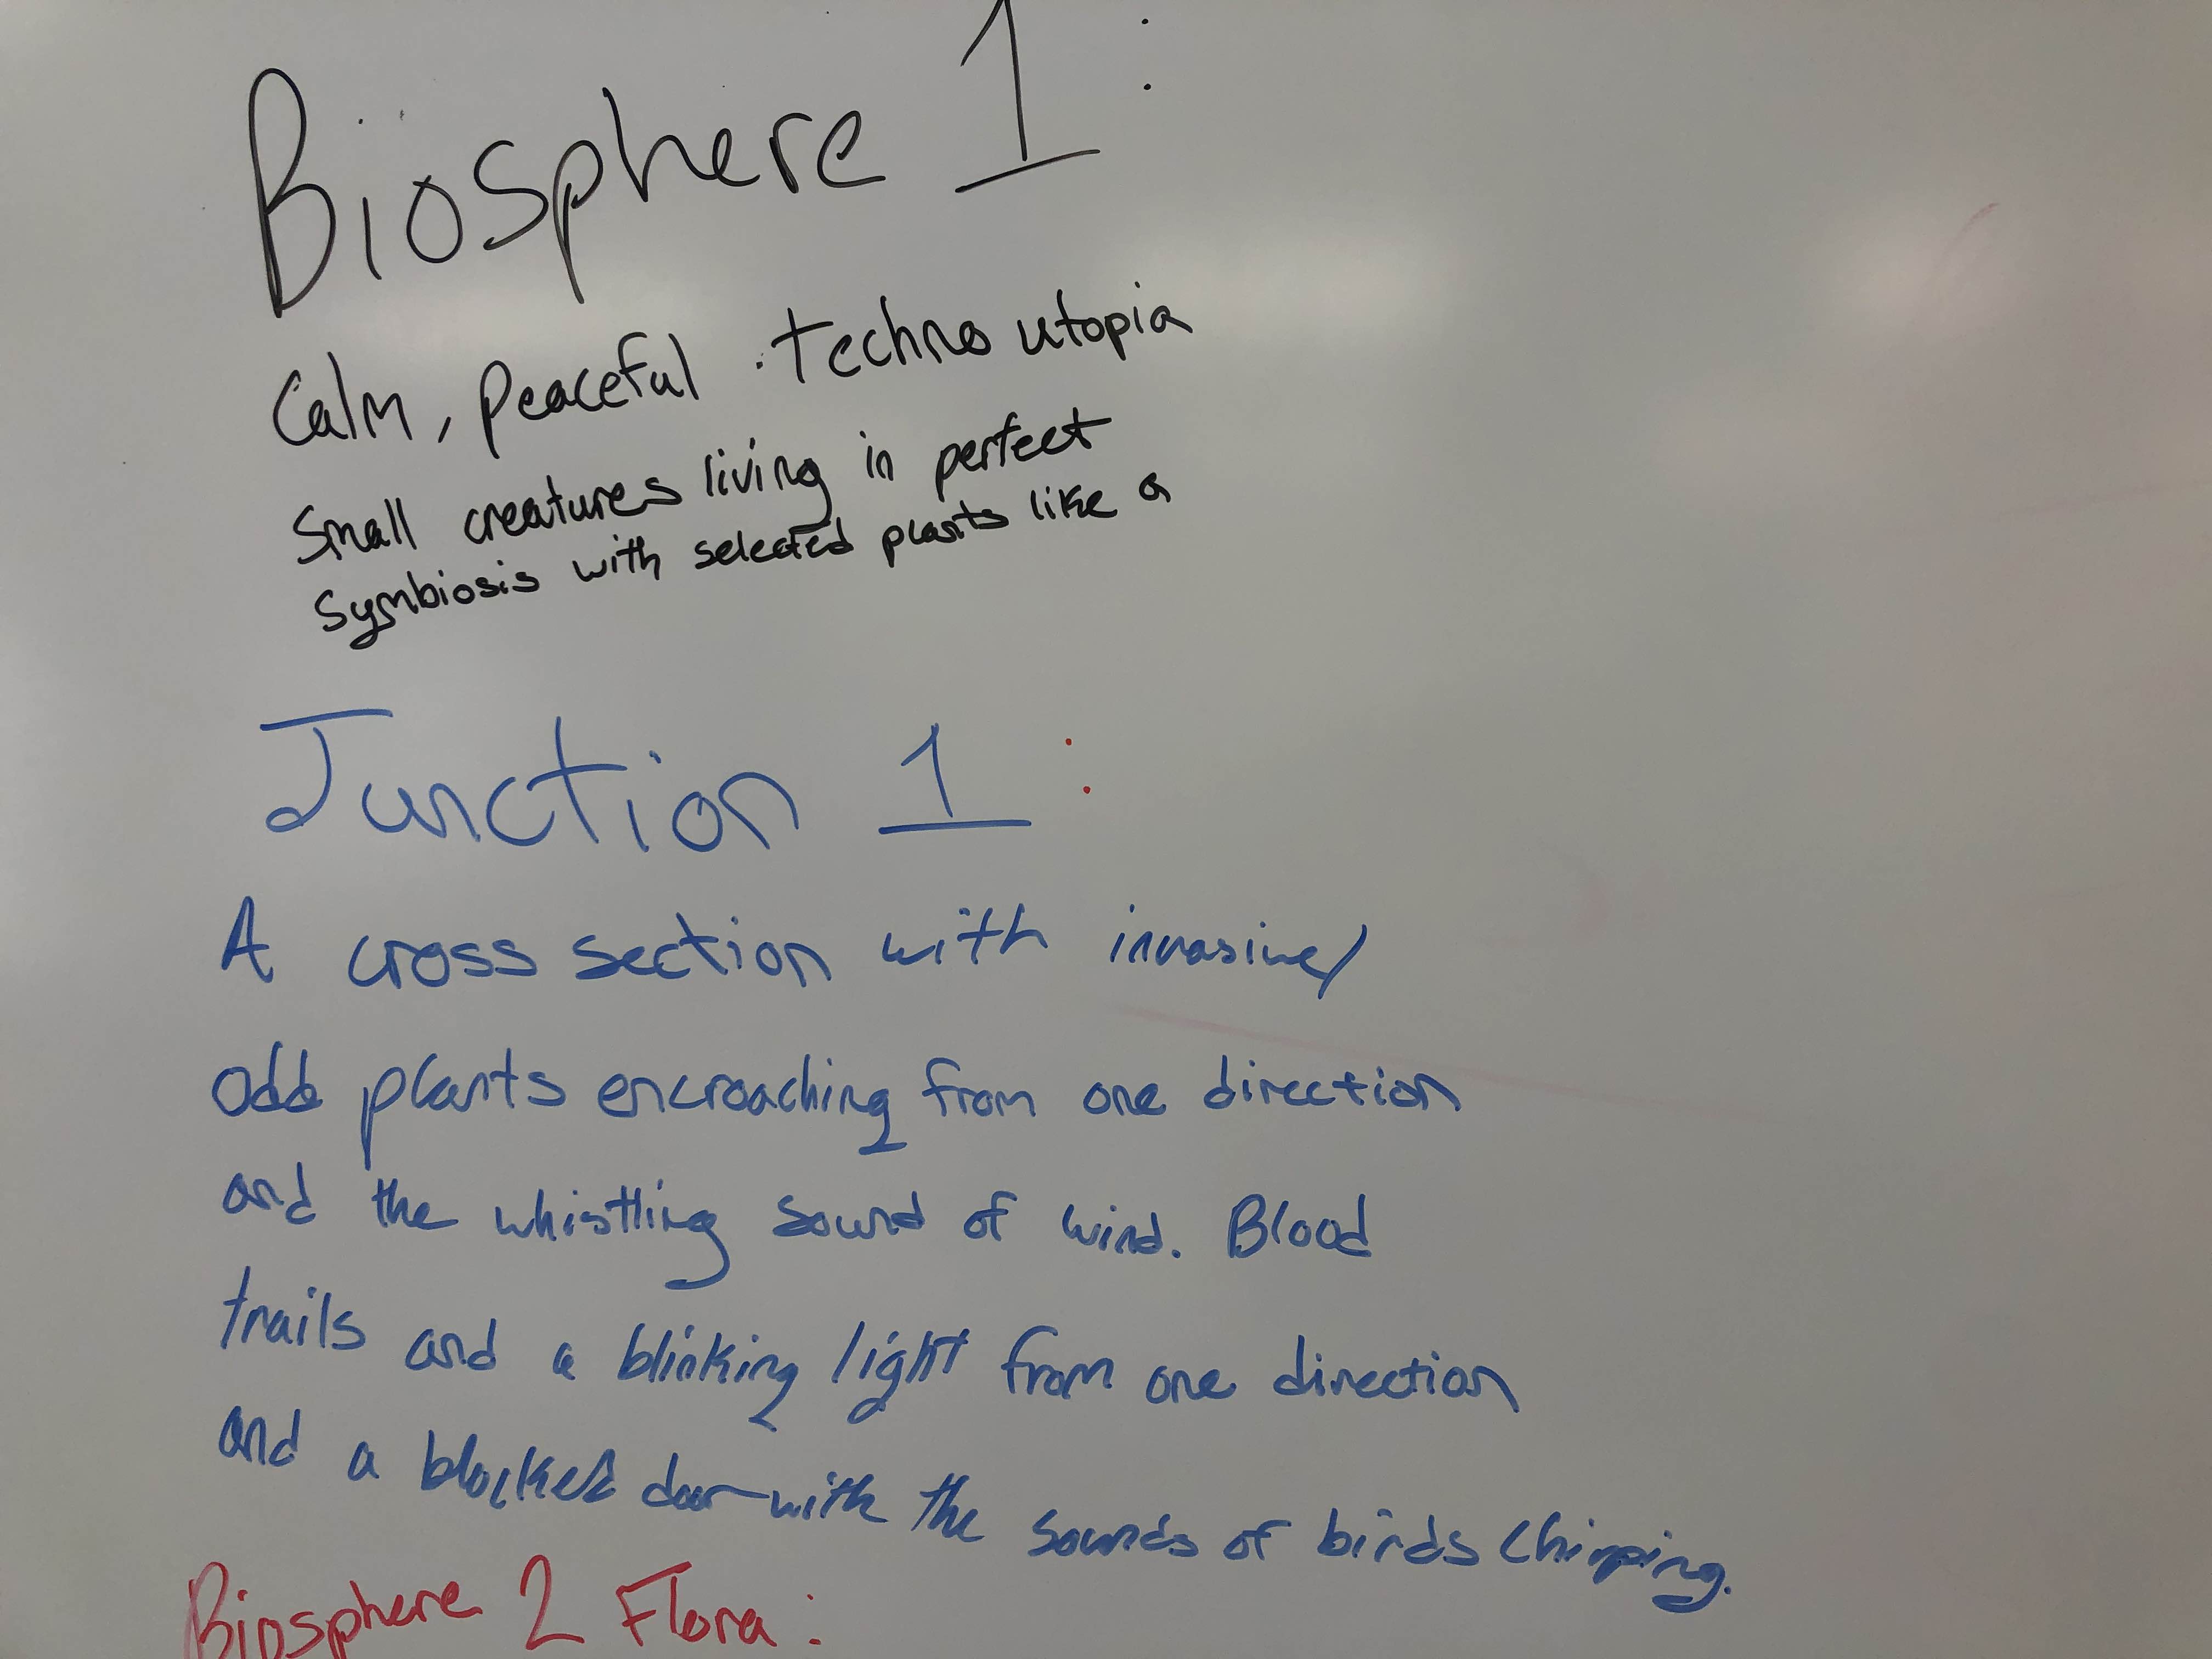 Biosphere 1:
Calm, peaceful techno utopia
Small creatures living in perfect
symbiosis with selected plants like a
Junction 1:
A cross section with invasive/
odd plants encroaching from one direction
and the whistling sound of wind. Blood
trails and a blinking light from one direction
and a blocked door with the sounds of birds chirping.
Biosphere 2 Flora: